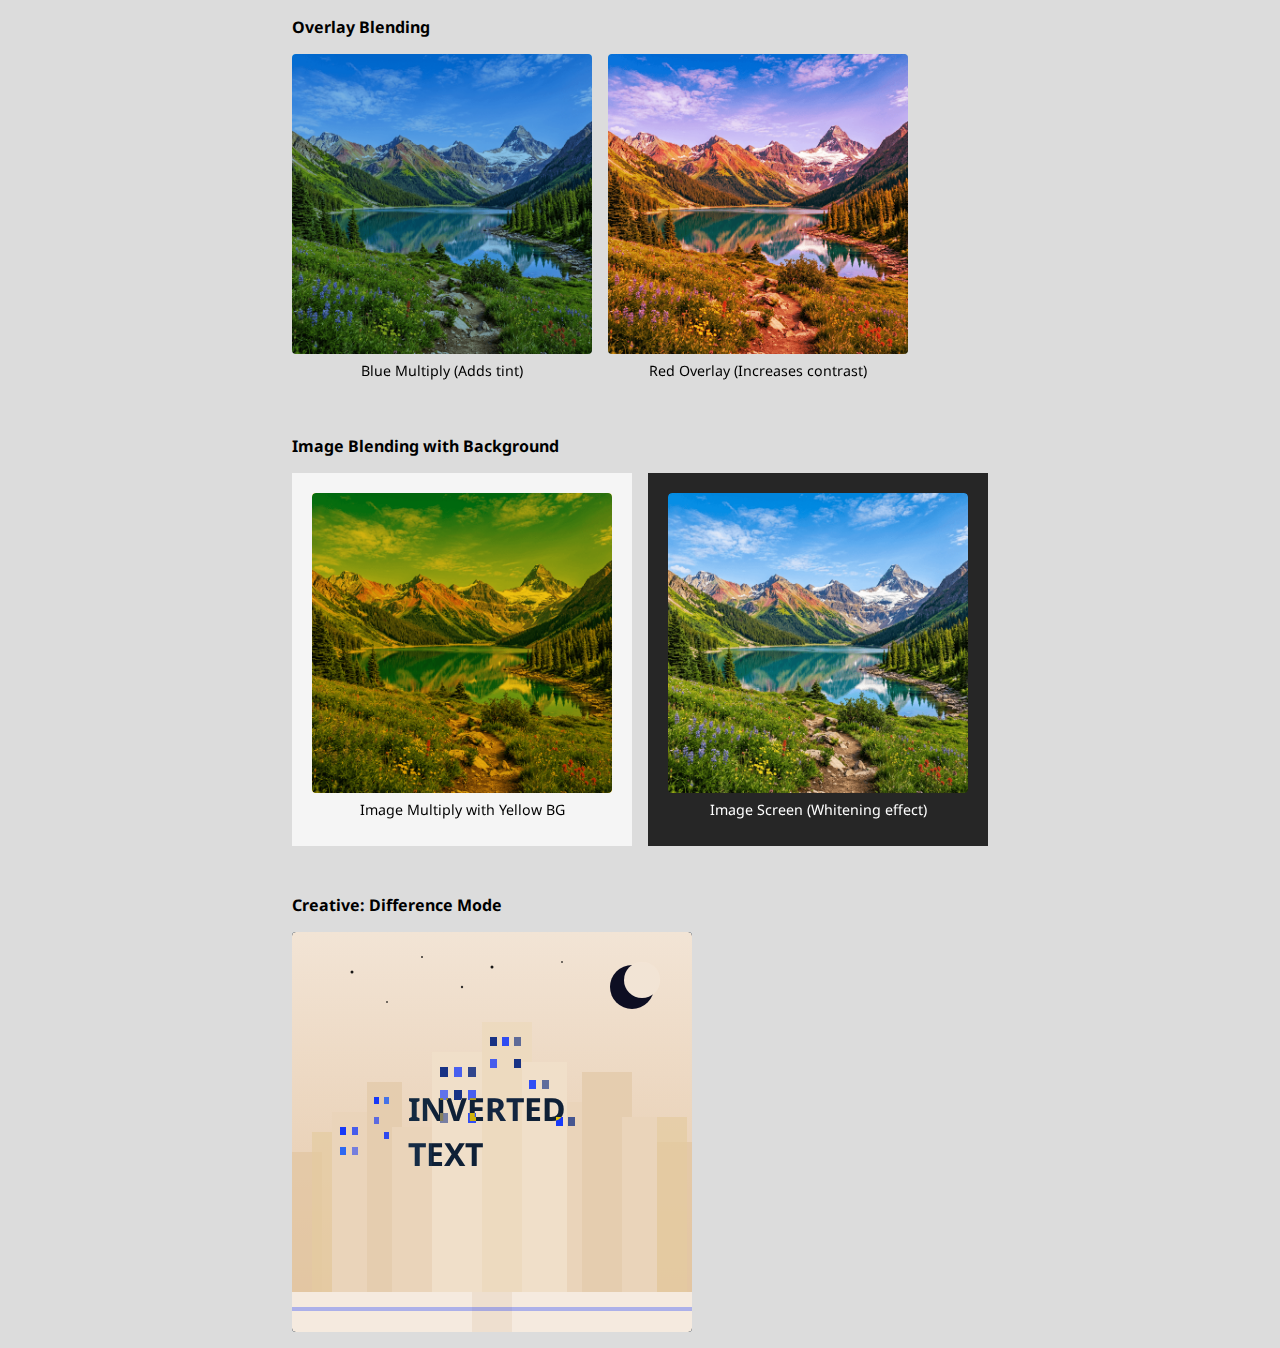 Overlay Blending
Blue Multiply (Adds tint)
Red Overlay (Increases contrast)
Image Blending with Background
Image Multiply with Yellow BG
Image Screen (Whitening effect)
Creative: Difference Mode
INVERTED
TEXT